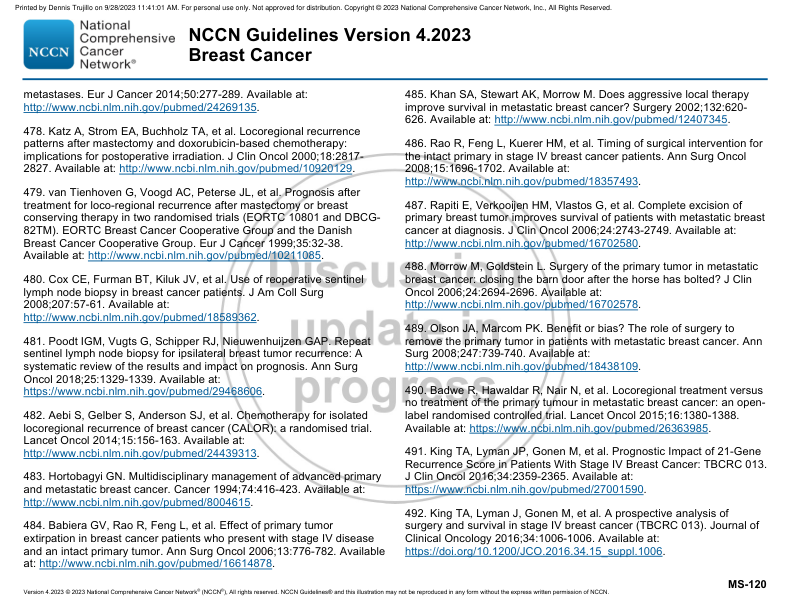 Printed by Dennis Trujillo on 9/28/2023 11:41:01 AM. For personal use only. Not approved for distribution. Copyright © 2023 National Comprehensive Cancer Network, Inc., All Rights Reserved.
NCCN
National
Comprehensive
Cancer
Network®
NCCN Guidelines Version 4.2023
Breast Cancer
metastases. Eur J Cancer 2014;50:277-289. Available at:
http://www.ncbi.nlm.nih.gov/pubmed/24269135.
478. Katz A, Strom EA, Buchholz TA, et al. Locoregional recurrence
patterns after mastectomy and doxorubicin-based chemotherapy:
implications for postoperative irradiation. J Clin Oncol 2000;18:2817-
2827. Available at: http://www.ncbi.nlm.nih.gov/pubmed/10920129.
479. van Tienhoven G, Voogd AC, Peterse JL, et al. Prognosis after
treatment for loco-regional recurrence after mastectomy or breast
conserving therapy in two randomised trials (EORTC 10801 and DBCG-
82TM). EORTC Breast Cancer Cooperative Group and the Danish
Breast Cancer Cooperative Group. Eur J Cancer 1999;35:32-38.
Available at: http://www.ncbi.nlm.nih.gov/pubmed/10211085.
480. Cox CE, Furman BT, Kiluk JV, et al. Use of reoperative sentinel
lymph node biopsy in breast cancer patients. J Am Coll Surg
2008;207:57-61. Available at:
http://www.ncbi.nlm.nih.gov/pubmed/18589362.
481. Poodt IGM, Vugts G, Schipper RJ, Nieuwenhuijzen GAP. Repeat
sentinel lymph node biopsy for ipsilateral breast tumor recurrence: A
systematic review of the results and impact on prognosis. Ann Surg
Oncol 2018;25:1329-1339. Available at:
https://www.ncbi.nlm.nih.gov/pubmed/29468606.
482. Aebi S, Gelber S, Anderson SJ, et al. Chemotherapy for isolated
locoregional recurrence of breast cancer (CALOR): a randomised trial.
Lancet Oncol 2014;15:156-163. Available at:
http://www.ncbi.nlm.nih.gov/pubmed/24439313.
483. Hortobagyi GN. Multidisciplinary management of advanced primary
and metastatic breast cancer. Cancer 1994;74:416-423. Available at:
http://www.ncbi.nlm.nih.gov/pubmed/8004615.
484. Babiera GV, Rao R, Feng L, et al. Effect of primary tumor
extirpation in breast cancer patients who present with stage IV disease
and an intact primary tumor. Ann Surg Oncol 2006;13:776-782. Available
at: http://www.ncbi.nlm.nih.gov/pubmed/16614878.
485. Khan SA, Stewart AK, Morrow M. Does aggressive local therapy
improve survival in metastatic breast cancer? Surgery 2002;132:620-
626. Available at: http://www.ncbi.nlm.nih.gov/pubmed/12407345.
486. Rao R, Feng L, Kuerer HM, et al. Timing of surgical intervention for
the intact primary in stage IV breast cancer patients. Ann Surg Oncol
2008;15:1696-1702. Available at:
http://www.ncbi.nlm.nih.gov/pubmed/18357493.
487. Rapiti E, Verkooijen HM, Vlastos G, et al. Complete excision of
primary breast tumor improves survival of patients with metastatic breast
cancer at diagnosis. J Clin Oncol 2006;24:2743-2749. Available at:
http://www.ncbi.nlm.nih.gov/pubmed/16702580.
488. Morrow M, Goldstein L. Surgery of the primary tumor in metastatic
breast cancer: closing the barn door after the horse has bolted? J Clin
Oncol 2006;24:2694-2696. Available at:
http://www.ncbi.nlm.nih.gov/pubmed/16702578.
489. Olson JA, Marcom PK. Benefit or bias? The role of surgery to
remove the primary tumor in patients with metastatic breast cancer. Ann
Surg 2008;247:739-740. Available at:
http://www.ncbi.nlm.nih.gov/pubmed/18438109.
490. Badwe R, Hawaldar R, Nair N, et al. Locoregional treatment versus
no treatment of the primary tumour in metastatic breast cancer: an open-
label randomised controlled trial. Lancet Oncol 2015;16:1380-1388.
Available at: https://www.ncbi.nlm.nih.gov/pubmed/26363985.
491. King TA, Lyman JP, Gonen M, et al. Prognostic Impact of 21-Gene
Recurrence Score in Patients With Stage IV Breast Cancer: TBCRC 013.
J Clin Oncol 2016;34:2359-2365. Available at:
https://www.ncbi.nlm.nih.gov/pubmed/27001590.
492. King TA, Lyman J, Gonen M, et al. A prospective analysis of
surgery and survival in stage IV breast cancer (TBCRC 013). Journal of
Clinical Oncology 2016;34:1006-1006. Available at:
https://doi.org/10.1200/JCO.2016.34.15_suppl.1006.
Discussion
update in
progress
MS-120
Version 4.2023 © 2023 National Comprehensive Cancer Network® (NCCN®), All rights reserved. NCCN Guidelines® and this illustration may not be reproduced in any form without the express written permission of NCCN.